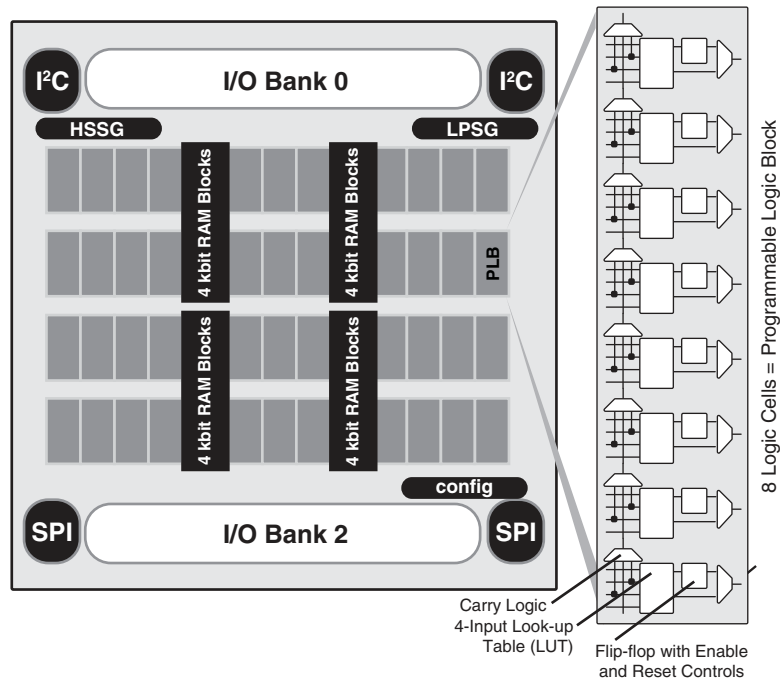 I²C
I/O Bank 0
I²C
HSSG
LPSG
4 kbit RAM Blocks
4 kbit RAM Blocks
PLB
4 kbit RAM Blocks
4 kbit RAM Blocks
config
SPI
I/O Bank 2
SPI
8 Logic Cells = Programmable Logic Block
Carry Logic
4-Input Look-up
Table (LUT)
Flip-flop with Enable
and Reset Controls